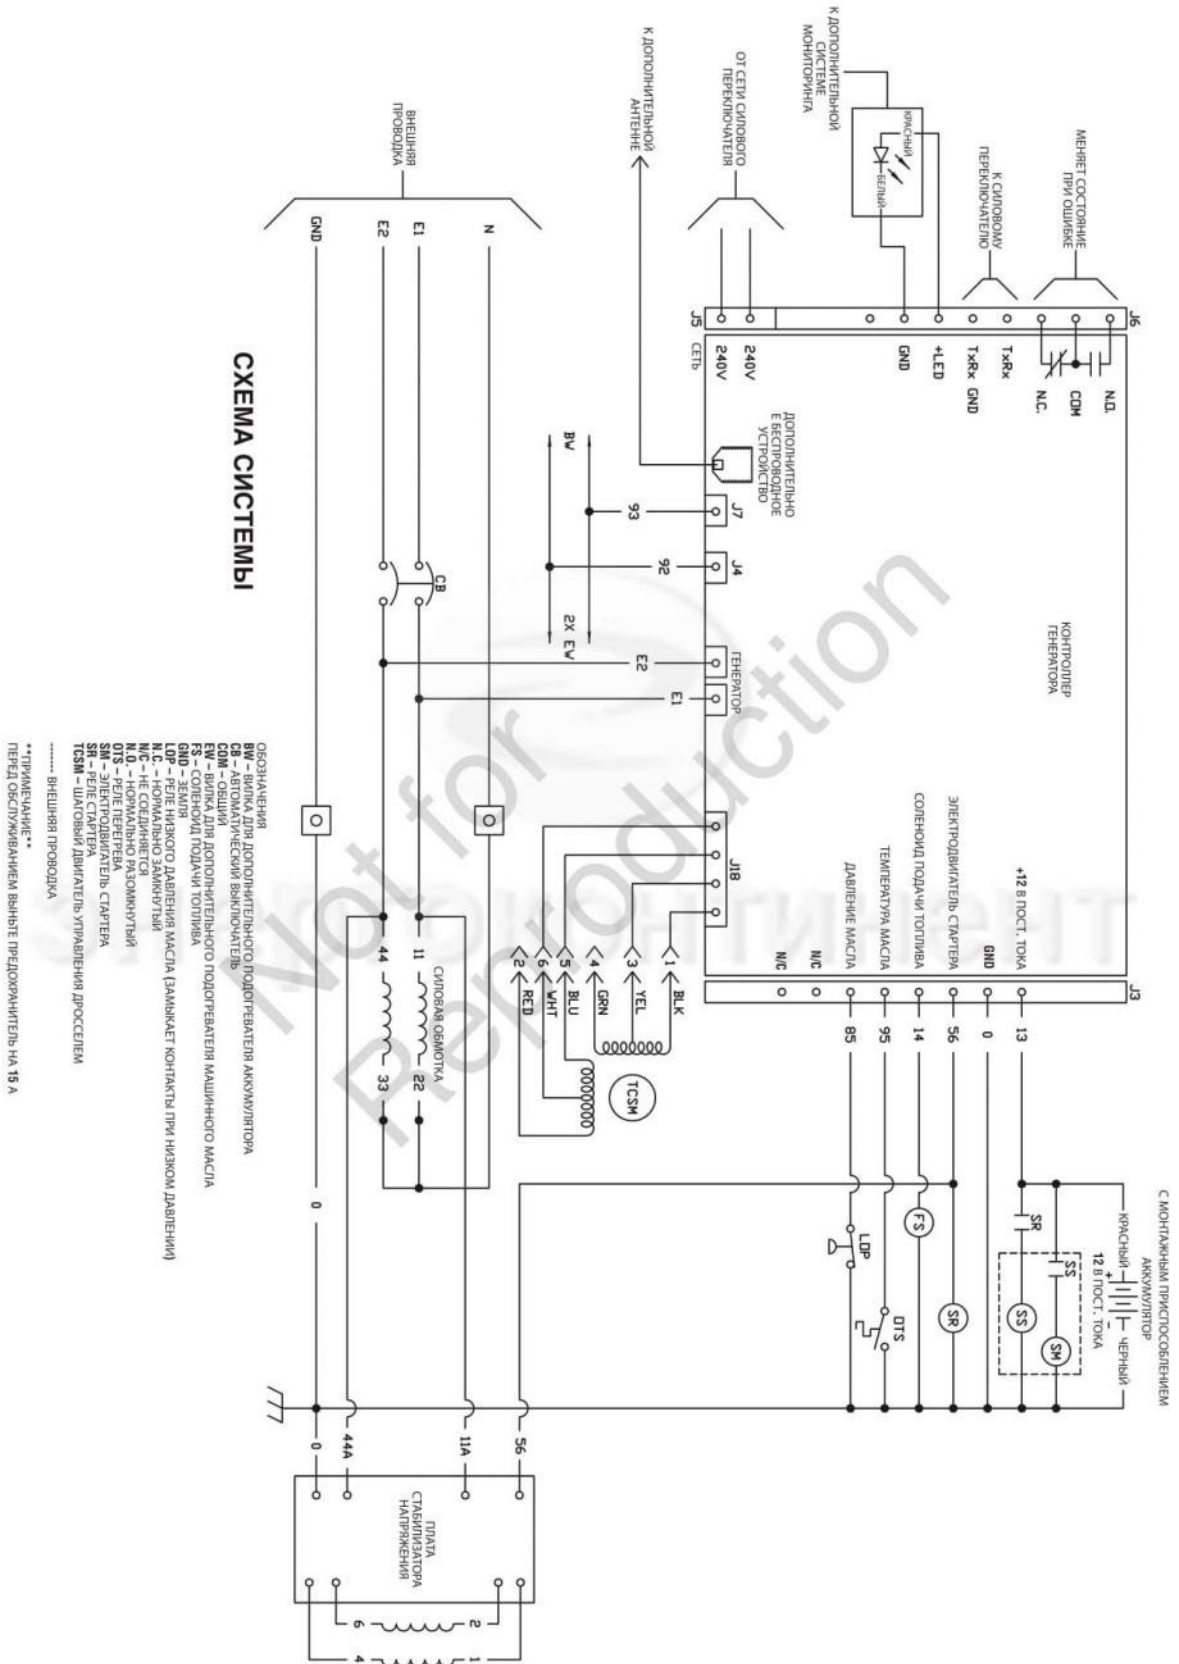 С МОНТАЖНЫМ ПРИСПОСОБЛЕНИЕМ
АККУМУЛЯТОР
КРАСНЫЙ
+
-
ЧЕРНЫЙ
12 В ПОСТ. ТОКА
SS
SM
SR
SS
SR
FS
OTS
LOP
J6
МЕНЯЕТ СОСТОЯНИЕ
ПРИ ОШИБКЕ
N.O.
COM
N.C.
К СИЛОВОМУ
ПЕРЕКЛЮЧАТЕЛЮ
TxRx
TxRx GND
К ДОПОЛНИТЕЛЬНОЙ
СИСТЕМЕ
МОНИТОРИНГА
КРАСНЫЙ
БЕЛЫЙ
+LED
GND
ОТ СЕТИ СИЛОВОГО
ПЕРЕКЛЮЧАТЕЛЯ
240V
240V
J5
СЕТЬ
К ДОПОЛНИТЕЛЬНОЙ
АНТЕННЕ
ДОПОЛНИТЕЛЬНО
Е БЕСПРОВОДНОЕ
УСТРОЙСТВО
КОНТРОЛЛЕР
ГЕНЕРАТОРА
J3
+12 В ПОСТ. ТОКА
13
GND
0
ЭЛЕКТРОДВИГАТЕЛЬ СТАРТЕРА
56
СОЛЕНОИД ПОДАЧИ ТОПЛИВА
14
ТЕМПЕРАТУРА МАСЛА
95
ДАВЛЕНИЕ МАСЛА
85
N/C
N/C
J7
93
J4
92
BW
2X EW
ГЕНЕРАТОР
E2
E1
J18
1
BLK
3
YEL
4
GRN
5
BLU
6
WHT
2
RED
TCSM
ВНЕШНЯЯ
ПРОВОДКА
N
E1
E2
GND
CB
СИЛОВАЯ ОБМОТКА
11
22
44
33
0
56
11A
44A
0
ПЛАТА
СТАБИЛИЗАТОРА
НАПРЯЖЕНИЯ
2
6
1
4
СХЕМА СИСТЕМЫ
ОБОЗНАЧЕНИЯ
BW – ВИЛКА ДЛЯ ДОПОЛНИТЕЛЬНОГО ПОДОГРЕВАТЕЛЯ АККУМУЛЯТОРА
CB – АВТОМАТИЧЕСКИЙ ВЫКЛЮЧАТЕЛЬ
COM – ОБЩИЙ
EW – ВИЛКА ДЛЯ ДОПОЛНИТЕЛЬНОГО ПОДОГРЕВАТЕЛЯ МАШИННОГО МАСЛА
FS – СОЛЕНОИД ПОДАЧИ ТОПЛИВА
GND – ЗЕМЛЯ
LOP – РЕЛЕ НИЗКОГО ДАВЛЕНИЯ МАСЛА (ЗАМЫКАЕТ КОНТАКТЫ ПРИ НИЗКОМ ДАВЛЕНИИ)
N.C. – НОРМАЛЬНО ЗАМКНУТЫЙ
N/C – НЕ СОЕДИНЯЕТСЯ
N.O. – НОРМАЛЬНО РАЗОМКНУТЫЙ
OTS – РЕЛЕ ПЕРЕГРЕВА
SM – ЭЛЕКТРОДВИГАТЕЛЬ СТАРТЕРА
SR – РЕЛЕ СТАРТЕРА
TCSM – ШАГОВЫЙ ДВИГАТЕЛЬ УПРАВЛЕНИЯ ДРОССЕЛЕМ
-------- ВНЕШНЯЯ ПРОВОДКА
**ПРИМЕЧАНИЕ**
ПЕРЕД ОБСЛУЖИВАНИЕМ ВЫНЬТЕ ПРЕДОХРАНИТЕЛЬ НА 15 А
Not for
Reproduction